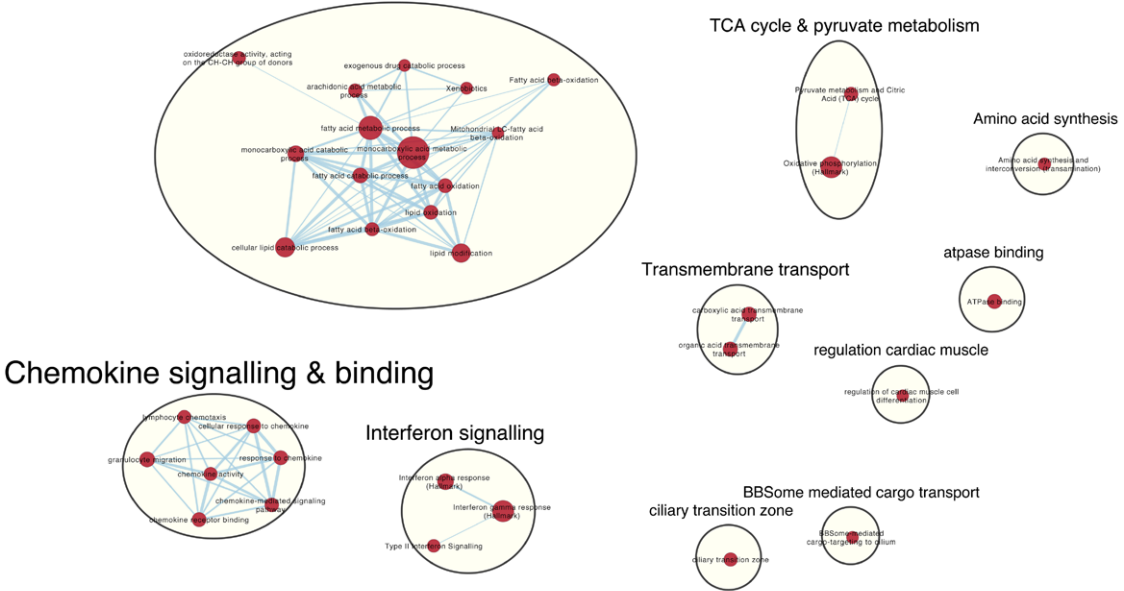 TCA cycle & pyruvate metabolism
oxidoreductase activity, acting
on the CH-CH group of donors
exogenous drug catabolic process
arachidonic acid metabolic
process
Xenobiotics
Fatty acid beta-oxidation
fatty acid metabolic process
Mitochondrial LC-fatty acid
beta-oxidation
monocarboxylic acid catabolic
process
monocarboxylic acid metabolic
process
fatty acid catabolic process
fatty acid oxidation
lipid oxidation
fatty acid beta-oxidation
cellular lipid catabolic process
lipid modification
Pyruvate metabolism and Citric
Acid (TCA) cycle
Oxidative phosphorylation
(Hallmark)
Amino acid synthesis
Amino acid synthesis and
interconversion (transamination)
Transmembrane transport
carboxylic acid transmembrane
transport
organic acid transmembrane
transport
atpase binding
ATPase binding
regulation cardiac muscle
regulation of cardiac muscle cell
differentiation
Chemokine signalling & binding
lymphocyte chemotaxis
cellular response to chemokine
granulocyte migration
response to chemokine
chemokine activity
chemokine-mediated signaling
pathway
chemokine receptor binding
Interferon signalling
Interferon alpha response
(Hallmark)
Interferon gamma response
(Hallmark)
Type II Interferon Signalling
BBSome mediated cargo transport
BBSome-mediated
cargo-targeting to cilium
ciliary transition zone
ciliary transition zone